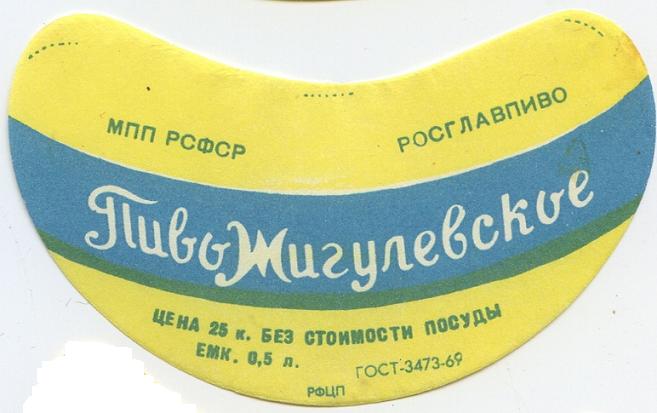 МПП РСФСР
РОСГЛАВПИВО
Пиво Жигулевское
ЦЕНА 25 к. БЕЗ СТОИМОСТИ ПОСУДЫ
ЕМК. 0,5 л.
ГОСТ-3473-69
РФЦП